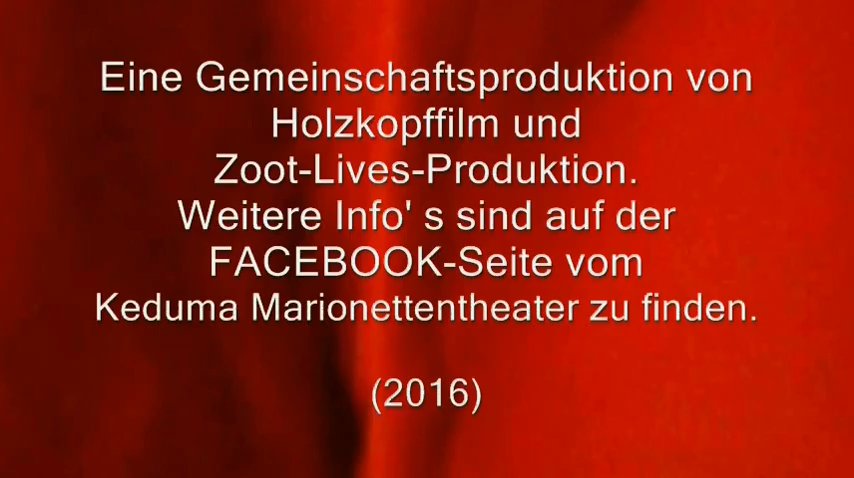 Eine Gemeinschaftsproduktion von
Holzkopffilm und
Zoot-Lives-Produktion.
Weitere Info' s sind auf der
FACEBOOK-Seite vom
Keduma Marionettentheater zu finden.
(2016)